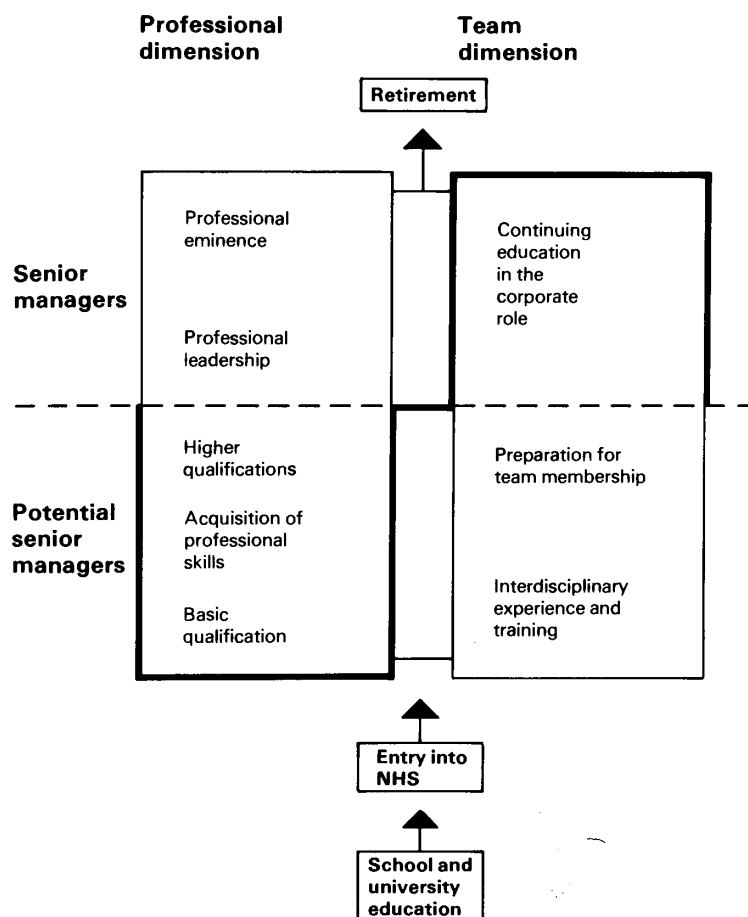 Professional
dimension
Team
dimension
Retirement
Senior
managers
Professional
eminence
Professional
leadership
Continuing
education
in the
corporate
role
Potential
senior
managers
Higher
qualifications
Acquisition of
professional
skills
Basic
qualification
Preparation for
team membership
Interdisciplinary
experience and
training
Entry into
NHS
School and
university
education